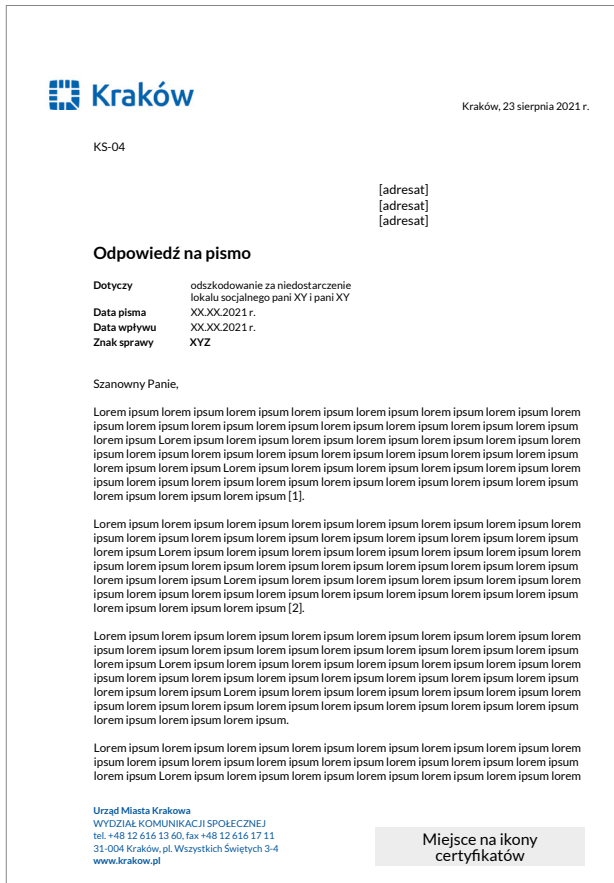 Kraków
Kraków, 23 sierpnia 2021 r.
KS-04
[adresat]
[adresat]
[adresat]
Odpowiedź na pismo
Dotyczy odszkodowanie za niedostarczenie
lokalu socjalnego pani XY i pani XY
Data pisma XX.XX.2021 r.
Data wpływu XX.XX.2021 r.
Znak sprawy XYZ
Szanowny Panie,
Lorem ipsum lorem ipsum lorem ipsum lorem ipsum lorem ipsum lorem ipsum lorem ipsum lorem
ipsum lorem ipsum lorem ipsum lorem ipsum lorem ipsum lorem ipsum lorem ipsum lorem ipsum
lorem ipsum Lorem ipsum lorem ipsum lorem ipsum lorem ipsum lorem ipsum lorem ipsum lorem
ipsum lorem ipsum lorem ipsum lorem ipsum lorem ipsum lorem ipsum lorem ipsum lorem ipsum
lorem ipsum lorem ipsum Lorem ipsum lorem ipsum lorem ipsum lorem ipsum lorem ipsum lorem
ipsum lorem ipsum lorem ipsum lorem ipsum lorem ipsum lorem ipsum lorem ipsum lorem ipsum
lorem ipsum lorem ipsum lorem ipsum [1].
Lorem ipsum lorem ipsum lorem ipsum lorem ipsum lorem ipsum lorem ipsum lorem ipsum lorem
ipsum lorem ipsum lorem ipsum lorem ipsum lorem ipsum lorem ipsum lorem ipsum lorem ipsum
lorem ipsum Lorem ipsum lorem ipsum lorem ipsum lorem ipsum lorem ipsum lorem ipsum lorem
ipsum lorem ipsum lorem ipsum lorem ipsum lorem ipsum lorem ipsum lorem ipsum lorem ipsum
lorem ipsum lorem ipsum Lorem ipsum lorem ipsum lorem ipsum lorem ipsum lorem ipsum lorem
ipsum lorem ipsum lorem ipsum lorem ipsum lorem ipsum lorem ipsum lorem ipsum lorem ipsum
lorem ipsum lorem ipsum lorem ipsum [2].
Lorem ipsum lorem ipsum lorem ipsum lorem ipsum lorem ipsum lorem ipsum lorem ipsum lorem
ipsum lorem ipsum lorem ipsum lorem ipsum lorem ipsum lorem ipsum lorem ipsum lorem ipsum
lorem ipsum Lorem ipsum lorem ipsum lorem ipsum lorem ipsum lorem ipsum lorem ipsum lorem
ipsum lorem ipsum lorem ipsum lorem ipsum lorem ipsum lorem ipsum lorem ipsum lorem ipsum
lorem ipsum lorem ipsum Lorem ipsum lorem ipsum lorem ipsum lorem ipsum lorem ipsum lorem
ipsum lorem ipsum lorem ipsum lorem ipsum lorem ipsum lorem ipsum lorem ipsum lorem ipsum
lorem ipsum lorem ipsum lorem ipsum.
Lorem ipsum lorem ipsum lorem ipsum lorem ipsum lorem ipsum lorem ipsum lorem ipsum lorem
ipsum lorem ipsum lorem ipsum lorem ipsum lorem ipsum lorem ipsum lorem ipsum lorem ipsum
lorem ipsum Lorem ipsum lorem ipsum lorem ipsum lorem ipsum lorem ipsum lorem ipsum lorem
Urząd Miasta Krakowa
WYDZIAŁ KOMUNIKACJI SPOŁECZNEJ
tel. +48 12 616 13 60, fax +48 12 616 17 11
31-004 Kraków, pl. Wszystkich Świętych 3-4
www.krakow.pl
Miejsce na ikony
certyfikatów